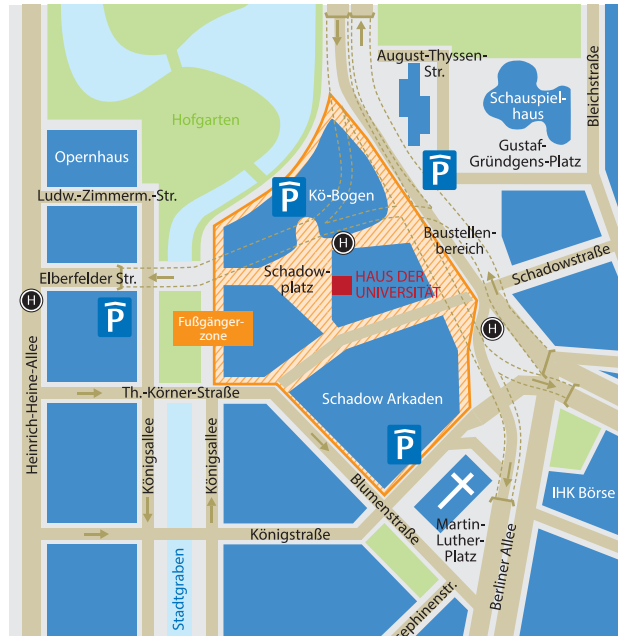 August-Thyssen-
Str.
Bleichstraße
Schauspiel-
haus
Hofgarten
Gustaf-
Gründgens-Platz
Opernhaus
P
P
Kö-Bogen
Ludw.-Zimmerm.-Str.
H
Baustellen-
bereich
Schadowstraße
Elberfelder Str.
Schadow-
platz
HAUS DER
UNIVERSITÄT
H
P
Fußgänger-
zone
H
Heinrich-Heine-Allee
Th.-Körner-Straße
Schadow Arkaden
Königsallee
Königsallee
P
Blumenstraße
IHK Börse
Königstraße
Martin-
Luther-
Platz
Stadtgraben
Berliner Allee
ephinenstr.